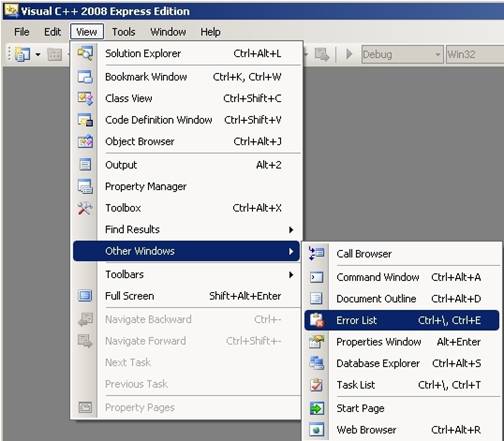 Visual C++ 2008 Express Edition
File Edit View Tools Window Help
Debug Win32
Solution Explorer Ctrl+Alt+L
Bookmark Window Ctrl+K, Ctrl+W
Class View Ctrl+Shift+C
Code Definition Window Ctrl+Shift+V
Object Browser Ctrl+Alt+J
Output Alt+2
Property Manager
Toolbox Ctrl+Alt+X
Find Results
Other Windows
Toolbars
Full Screen Shift+Alt+Enter
Navigate Backward Ctrl+-
Navigate Forward Ctrl+Shift+-
Next Task
Previous Task
Property Pages
Call Browser
Command Window Ctrl+Alt+A
Document Outline Ctrl+Alt+D
Error List Ctrl+\, Ctrl+E
Properties Window Alt+Enter
Database Explorer Ctrl+Alt+S
Task List Ctrl+\, Ctrl+T
Start Page
Web Browser Ctrl+Alt+R